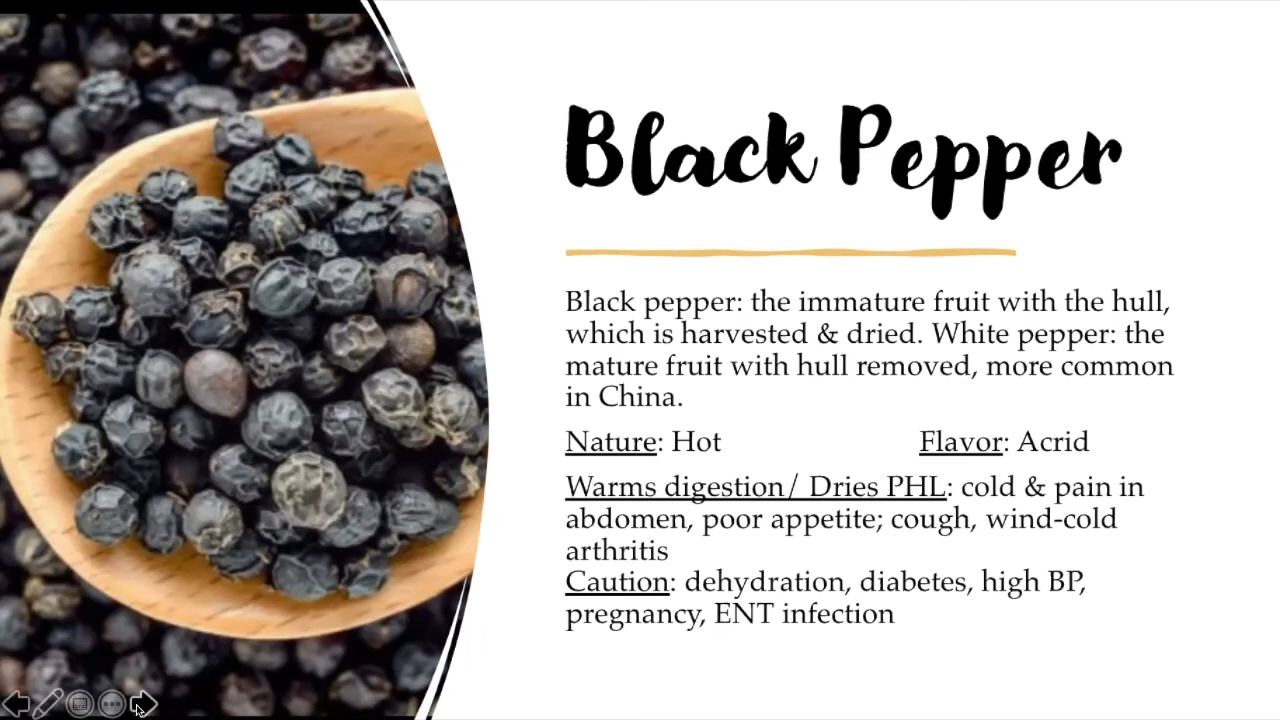 Black Pepper
Black pepper: the immature fruit with the hull,
which is harvested & dried. White pepper: the
mature fruit with hull removed, more common
in China.
Nature: Hot Flavor: Acrid
Warms digestion/ Dries PHL: cold & pain in
abdomen, poor appetite; cough, wind-cold
arthritis
Caution: dehydration, diabetes, high BP,
pregnancy, ENT infection